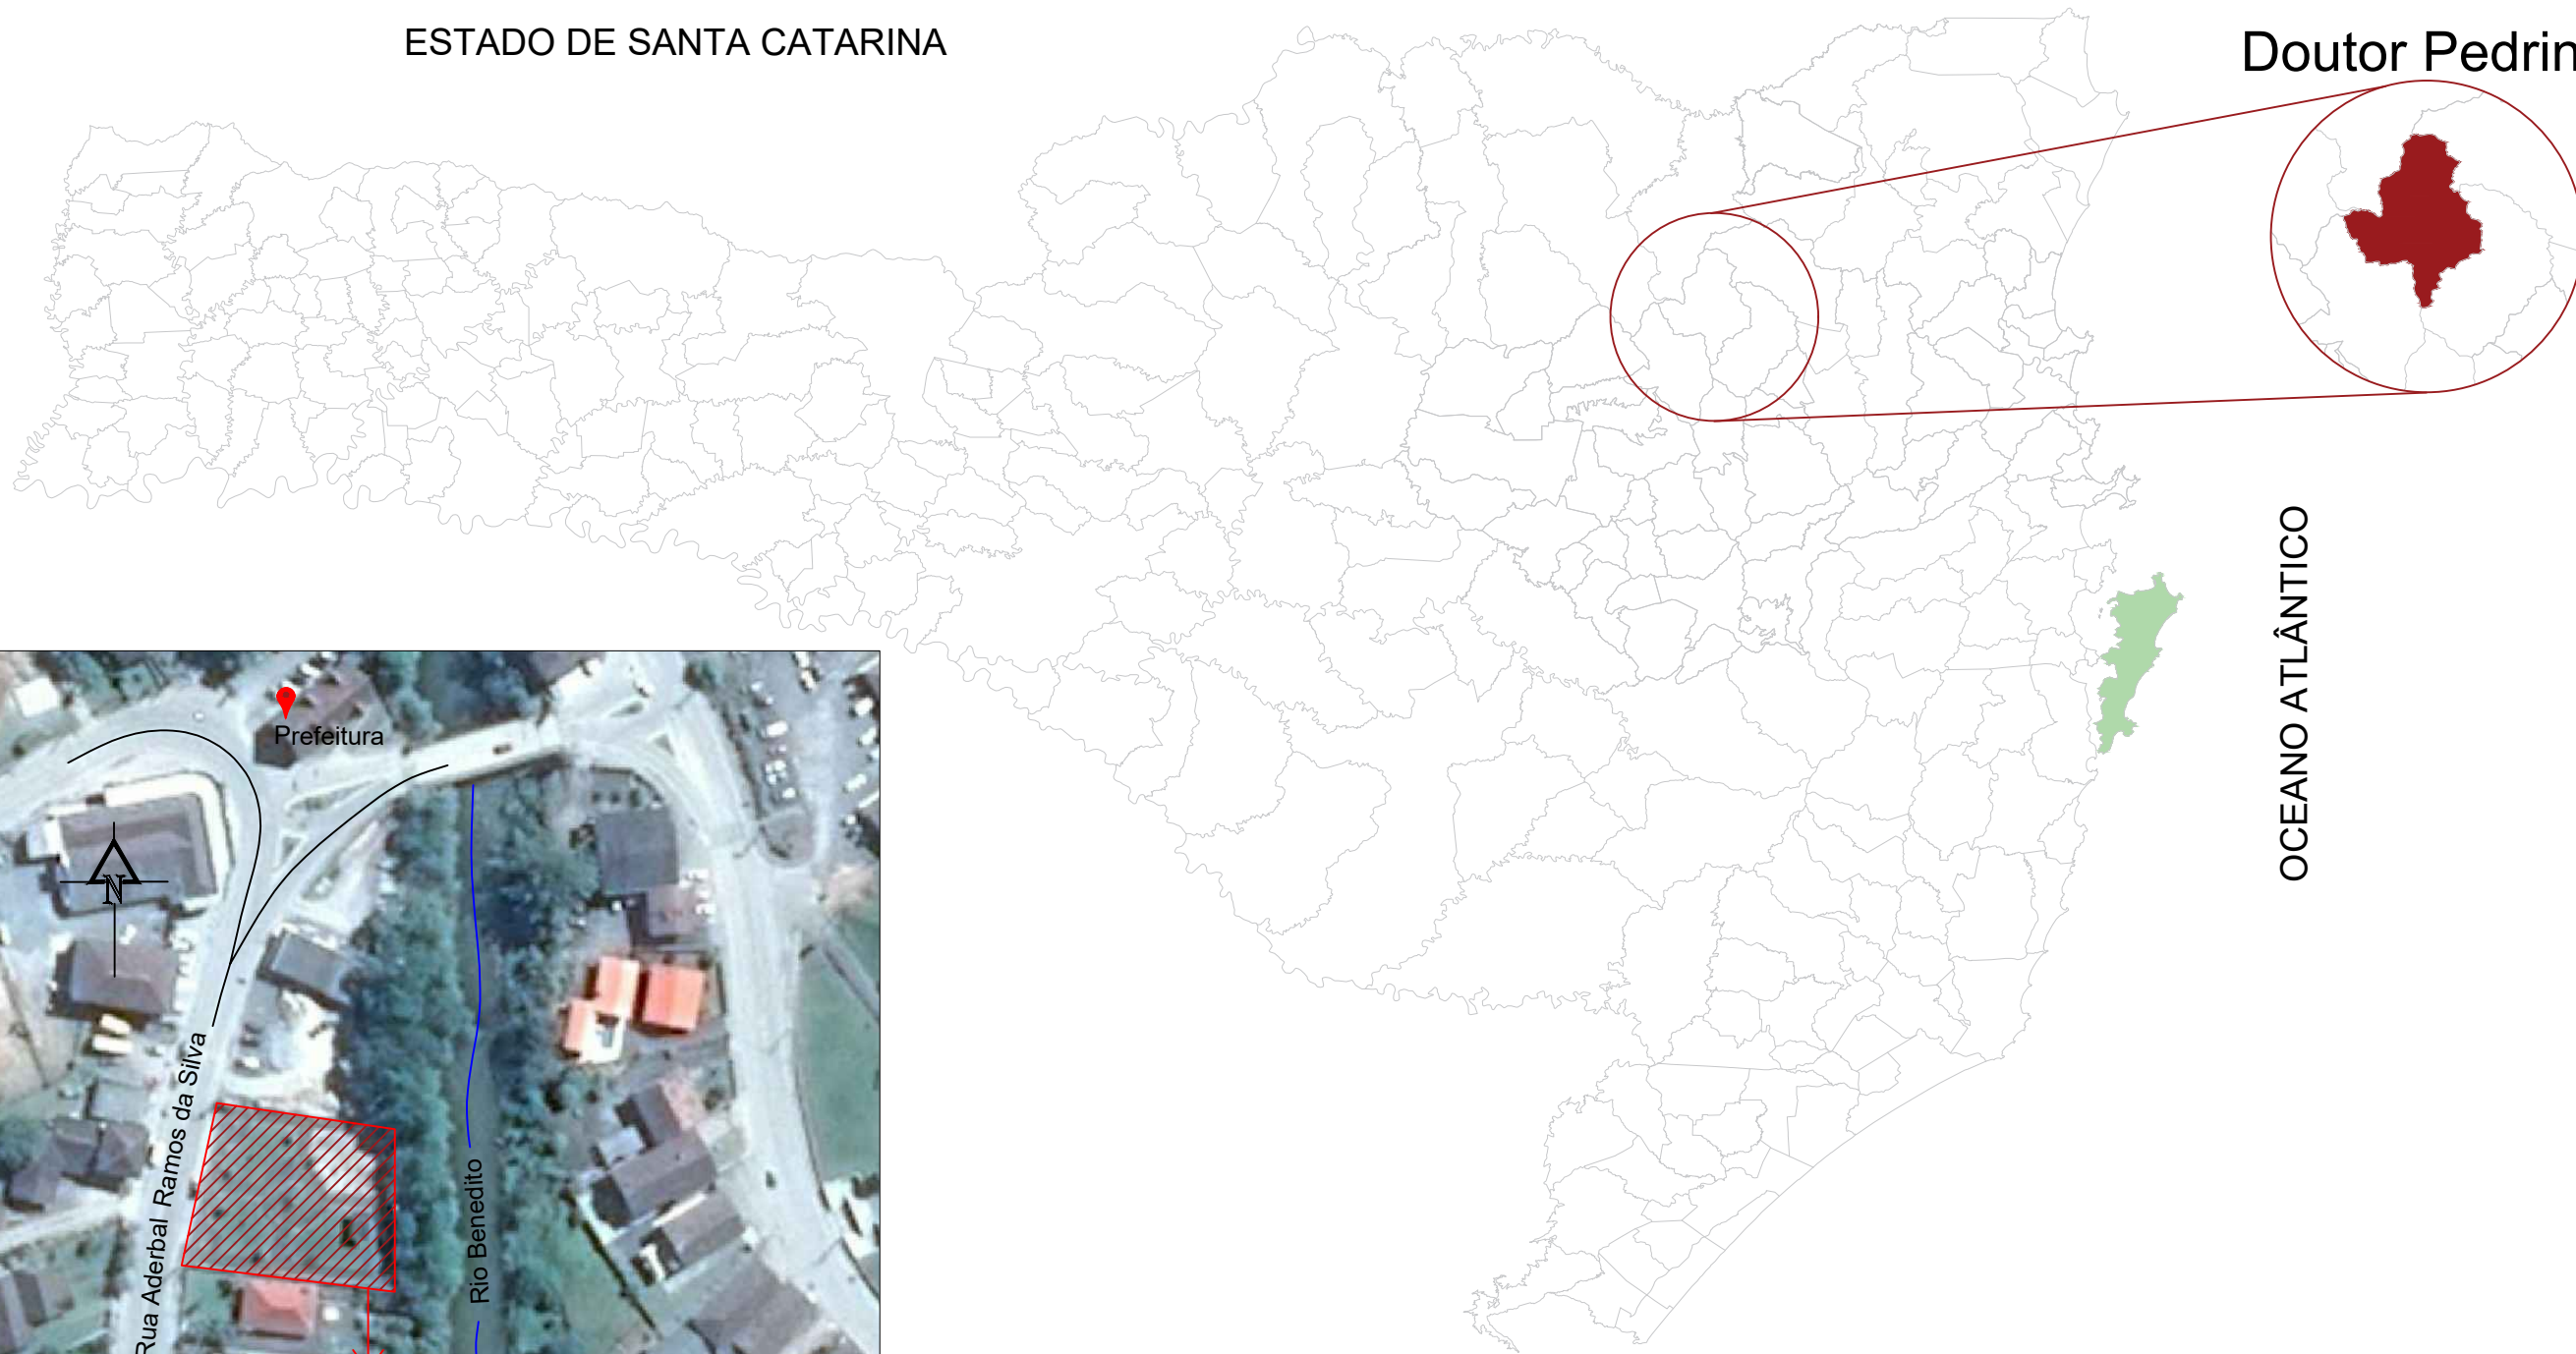 ESTADO DE SANTA CATARINA
Doutor Pedrin
OCEANO ATLÂNTICO
Prefeitura
N
Rua Aderbal Ramos da Silva
Rio Benedito